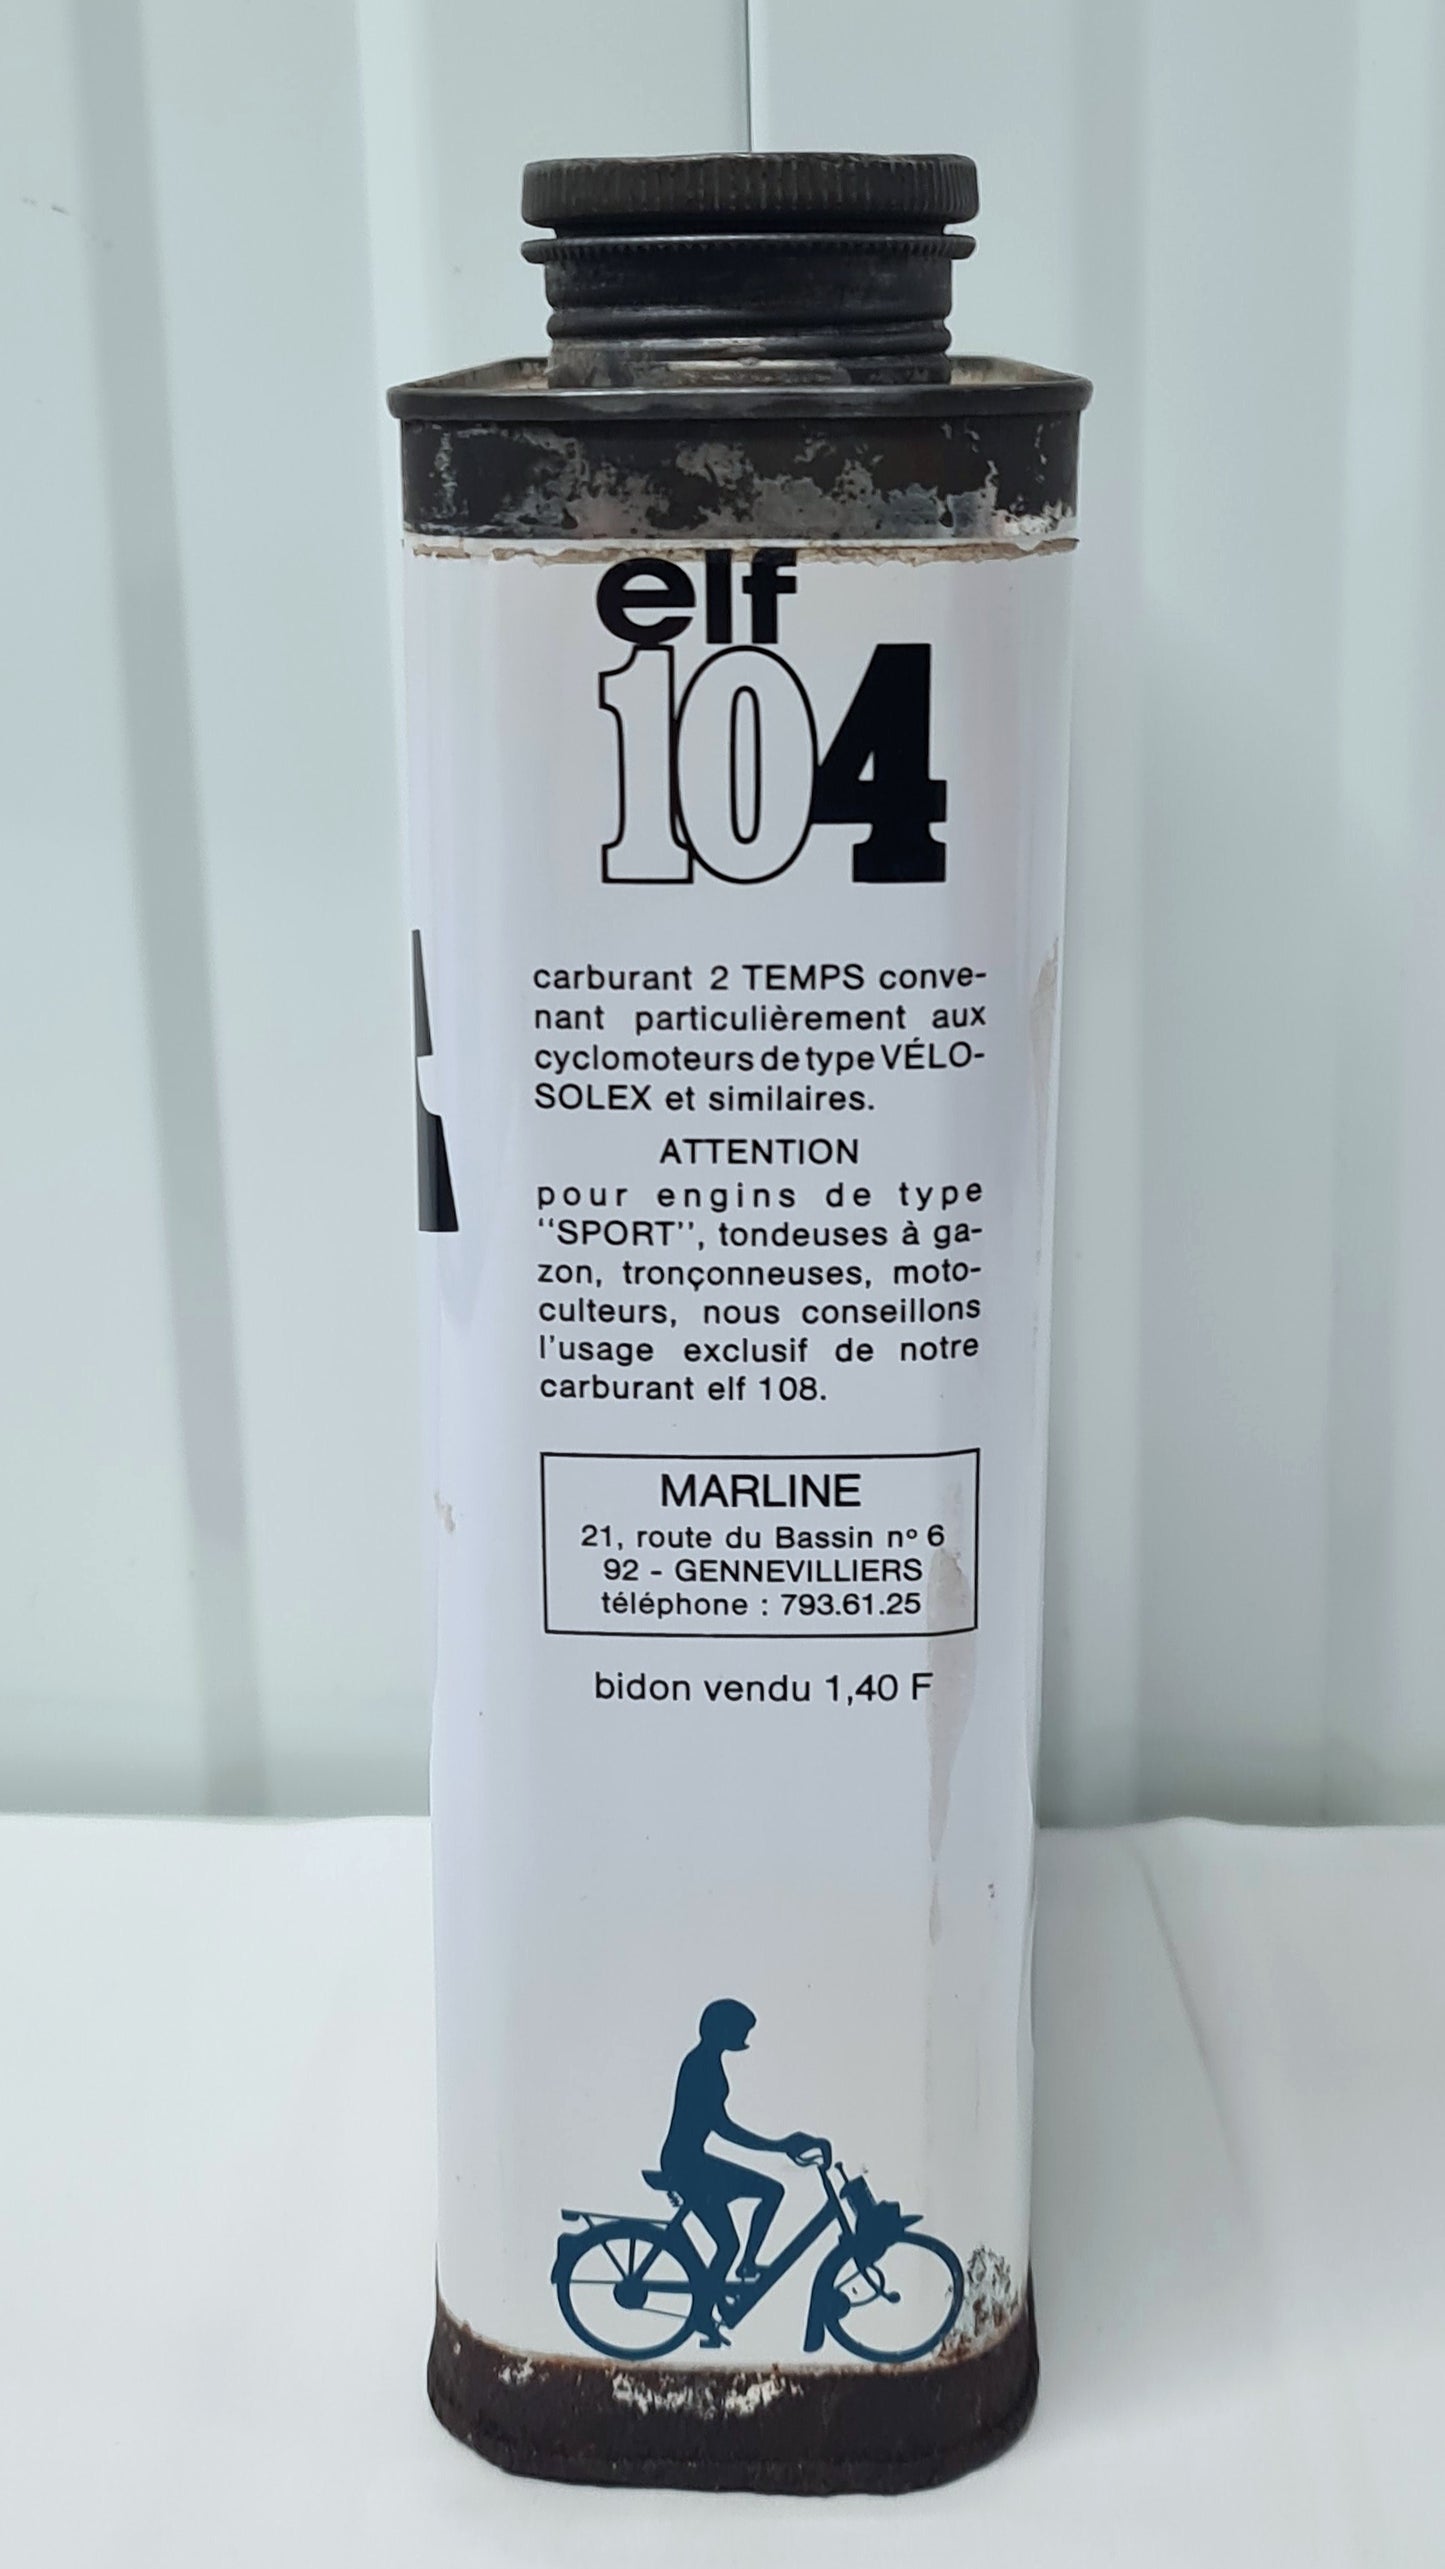 elf
104
carburant 2 TEMPS conve-
nant particulièrement aux
cyclomoteurs de type VÉLO-
SOLEX et similaires.
ATTENTION
pour engins de type
“SPORT”, tondeuses à ga-
zon, tronçonneuses, moto-
culteurs, nous conseillons
l'usage exclusif de notre
carburant elf 108.
MARLINE
21, route du Bassin nº 6
92 - GENNEVILLIERS
téléphone : 793.61.25
bidon vendu 1,40 F